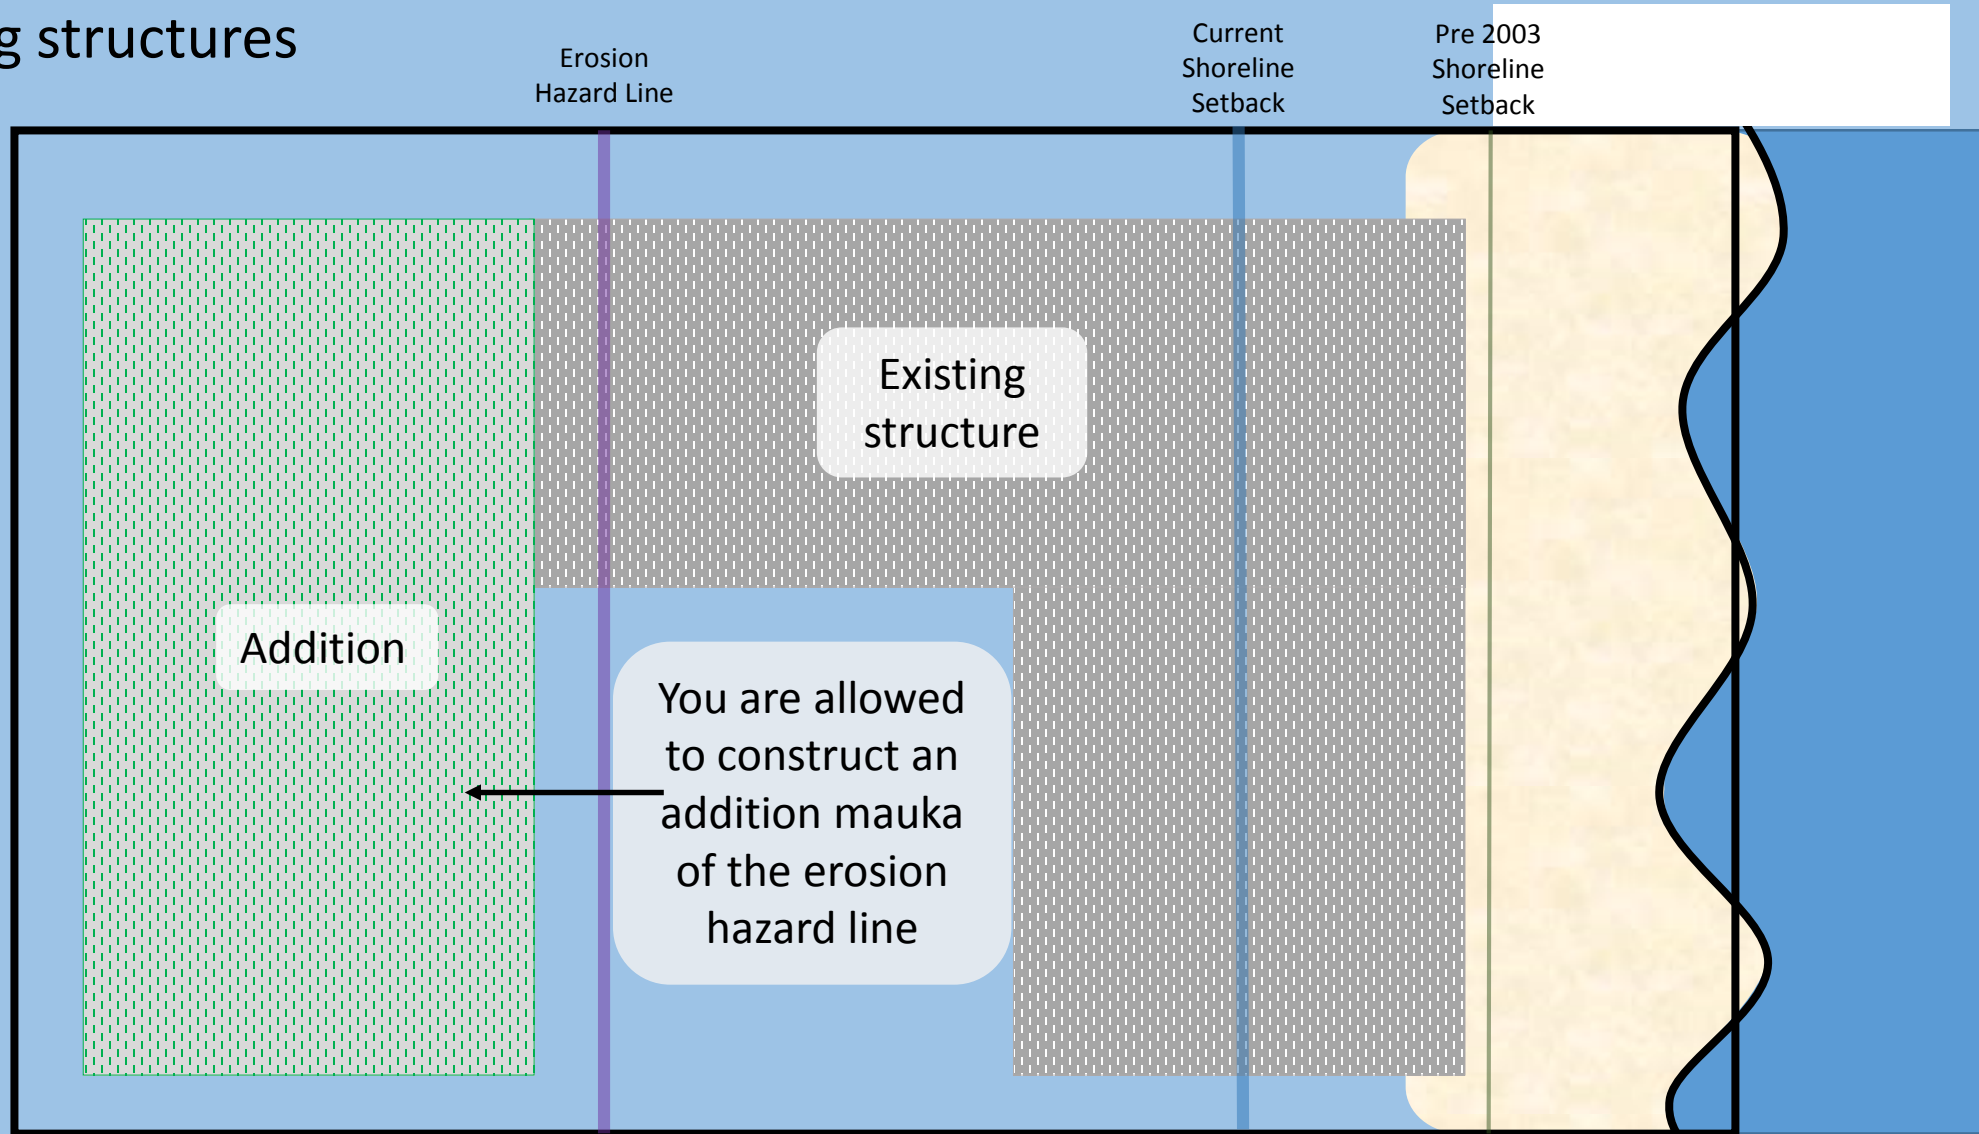 structures
Erosion
Hazard Line
Current
Shoreline
Setback
Pre 2003
Shoreline
Setback
Existing
structure
Addition
You are allowed
to construct an
addition mauka
of the erosion
hazard line